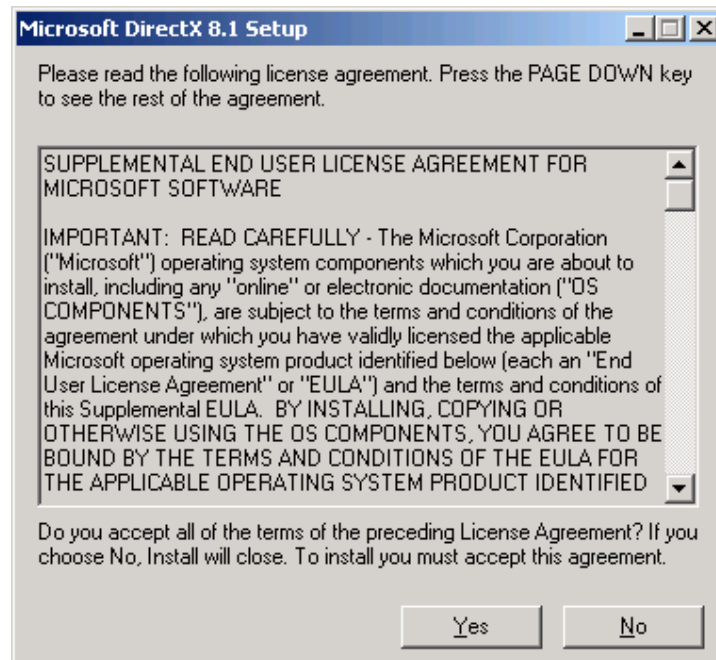 Microsoft DirectX 8.1 Setup
Please read the following license agreement. Press the PAGE DOWN key
to see the rest of the agreement.
SUPPLEMENTAL END USER LICENSE AGREEMENT FOR
MICROSOFT SOFTWARE
IMPORTANT:  READ CAREFULLY - The Microsoft Corporation
("Microsoft") operating system components which you are about to
install, including any "online" or electronic documentation ("OS
COMPONENTS"), are subject to the terms and conditions of the
agreement under which you have validly licensed the applicable
Microsoft operating system product identified below (each an "End
User License Agreement" or "EULA") and the terms and conditions of
this Supplemental EULA.  BY INSTALLING, COPYING OR
OTHERWISE USING THE OS COMPONENTS, YOU AGREE TO BE
BOUND BY THE TERMS AND CONDITIONS OF THE EULA FOR
THE APPLICABLE OPERATING SYSTEM PRODUCT IDENTIFIED
Do you accept all of the terms of the preceding License Agreement? If you
choose No, Install will close. To install you must accept this agreement.
Yes No